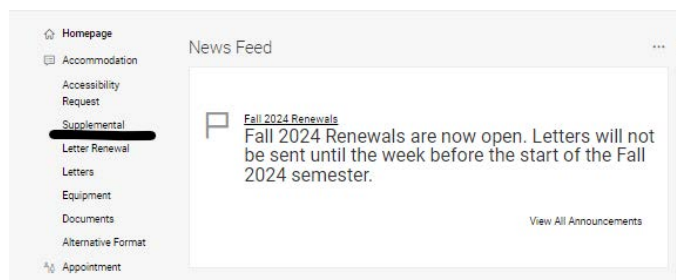 Homepage
Accommodation
Accessibility
Request
Supplemental
Letter Renewal
Letters
Equipment
Documents
Alternative Format
Appointment
News Feed
Fall 2024 Renewals
Fall 2024 Renewals are now open. Letters will not
be sent until the week before the start of the Fall
2024 semester.
View All Announcements